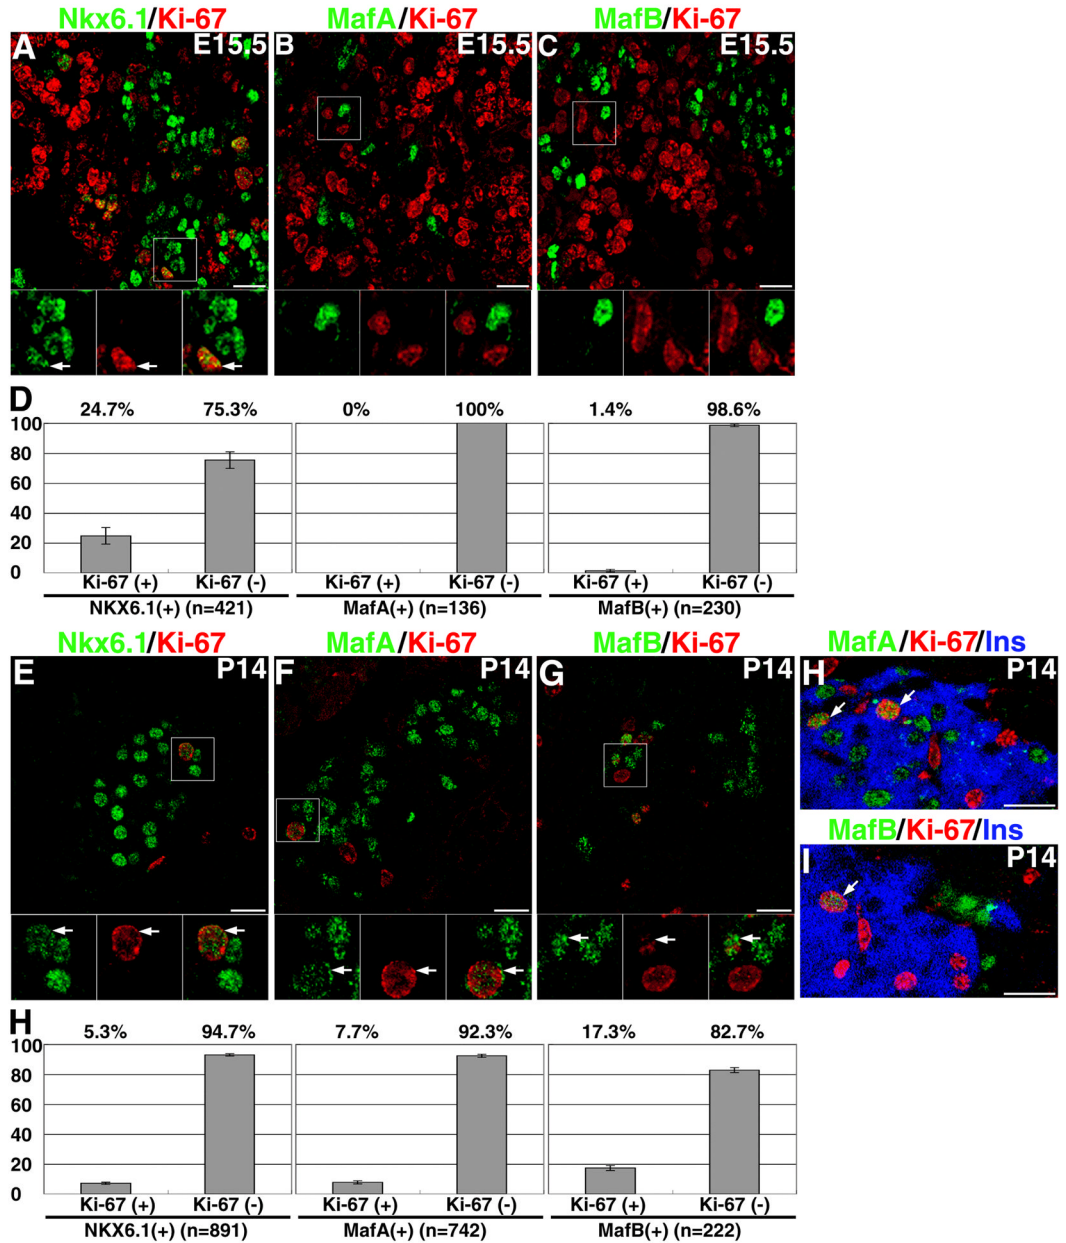 Nkx6.1/Ki-67 MafA/Ki-67 MafB/Ki-67
A E15.5 B E15.5 C E15.5
D
24.7% 75.3% 0% 100% 1.4% 98.6%
100
80
60
40
20
0
Ki-67 (+) Ki-67 (-) Ki-67 (+) Ki-67 (-) Ki-67 (+) Ki-67 (-)
NKX6.1(+) (n=421) MafA(+) (n=136) MafB(+) (n=230)
Nkx6.1/Ki-67 MafA/Ki-67 MafB/Ki-67 MafA/Ki-67/Ins
E P14 F P14 G P14 H P14
MafB/Ki-67/Ins
I P14
H
5.3% 94.7% 7.7% 92.3% 17.3% 82.7%
100
80
60
40
20
0
Ki-67 (+) Ki-67 (-) Ki-67 (+) Ki-67 (-) Ki-67 (+) Ki-67 (-)
NKX6.1(+) (n=891) MafA(+) (n=742) MafB(+) (n=222)